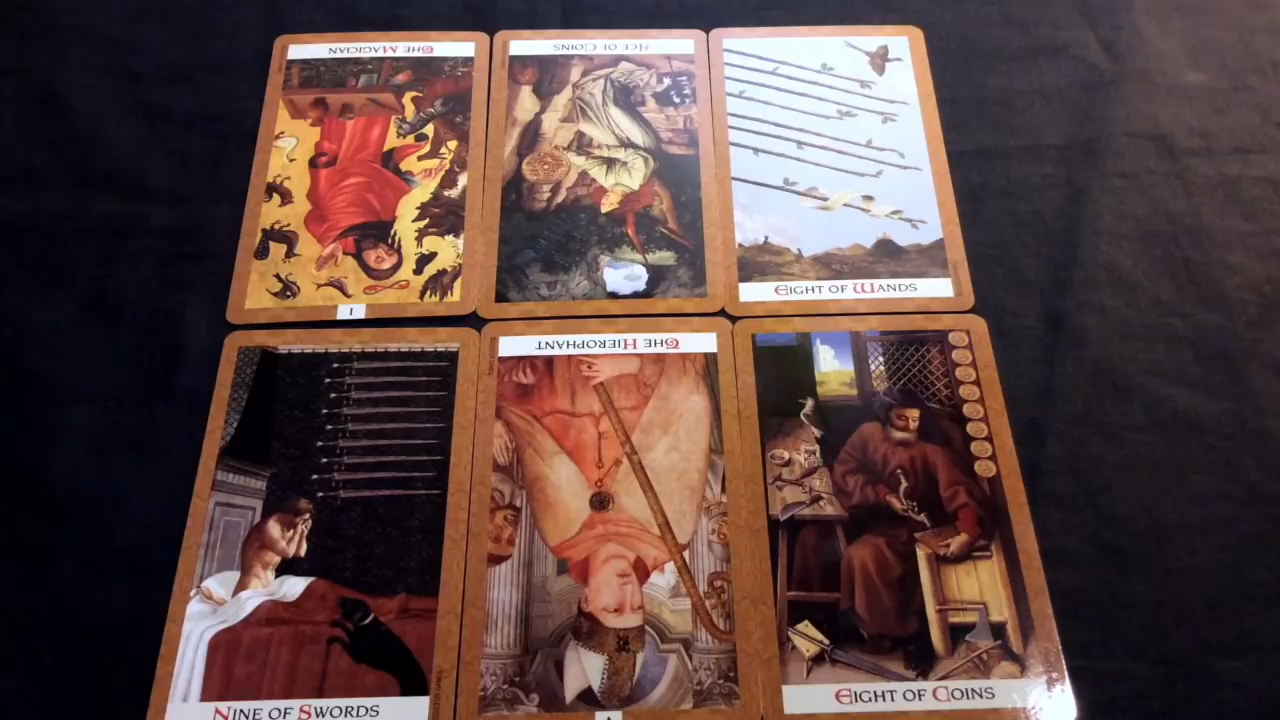 THE MAGICIAN
ACE OF COINS
I
EIGHT OF WANDS
THE HIEROPHANT
NINE OF SWORDS
EIGHT OF COINS